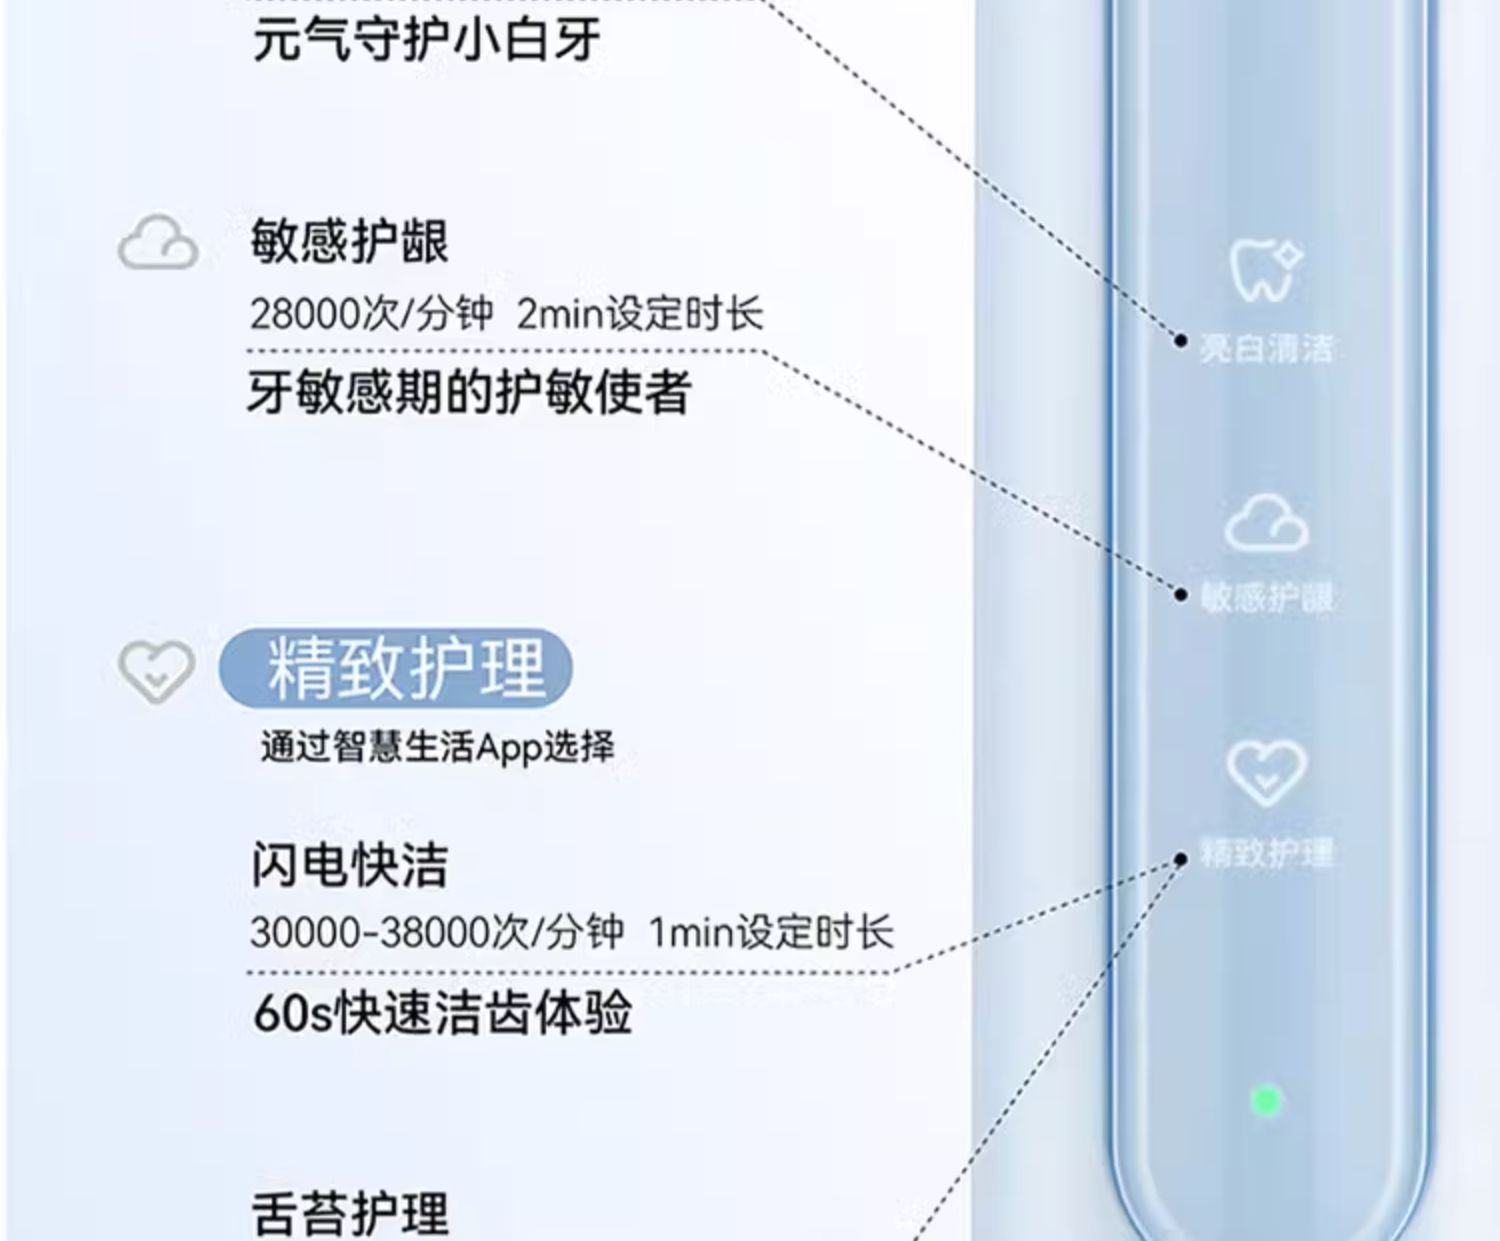 元气守护小白牙
敏感护龈
28000次/分钟 2min设定时长
牙敏感期的护敏使者
精致护理
通过智慧生活App选择
闪电快洁
30000-38000次/分钟 1min设定时长
60s快速洁齿体验
舌苔护理
亮白清洁
敏感护龈
精致护理